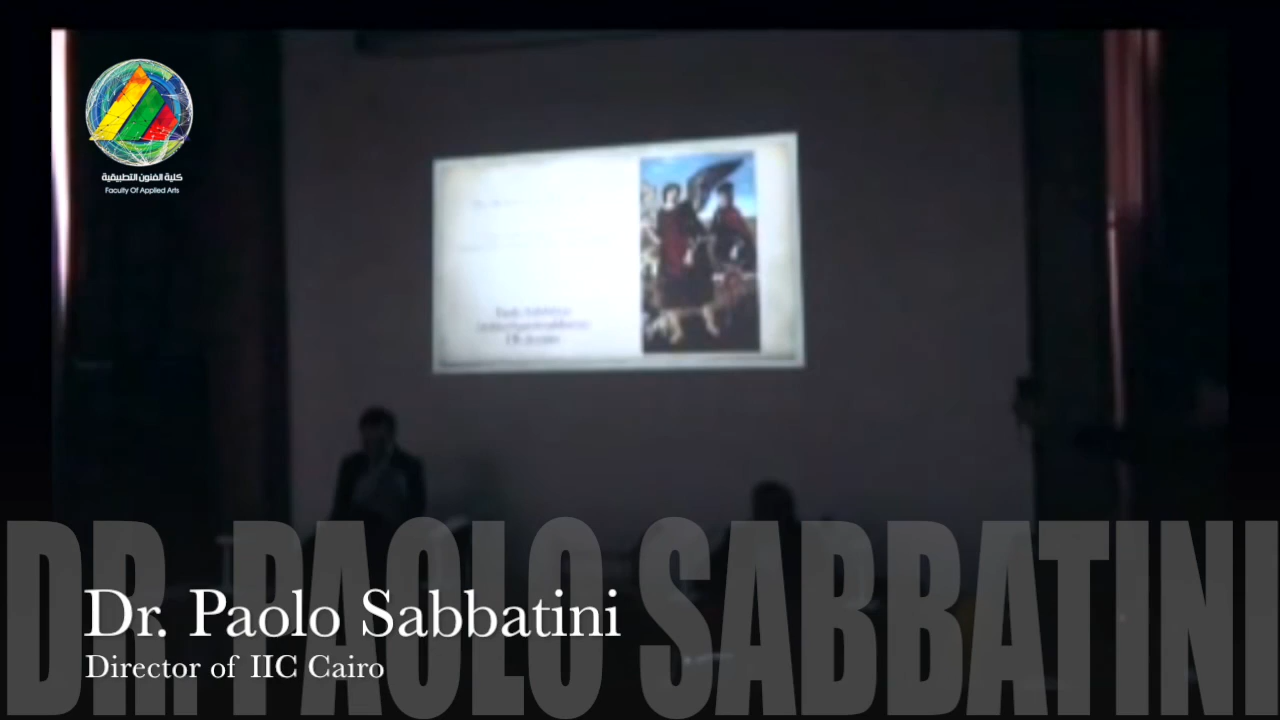 كلية الفنون التطبيقية
Faculty Of Applied Arts
DR. PAOLO SABBATINI
Dr. Paolo Sabbatini
Director of IIC Cairo